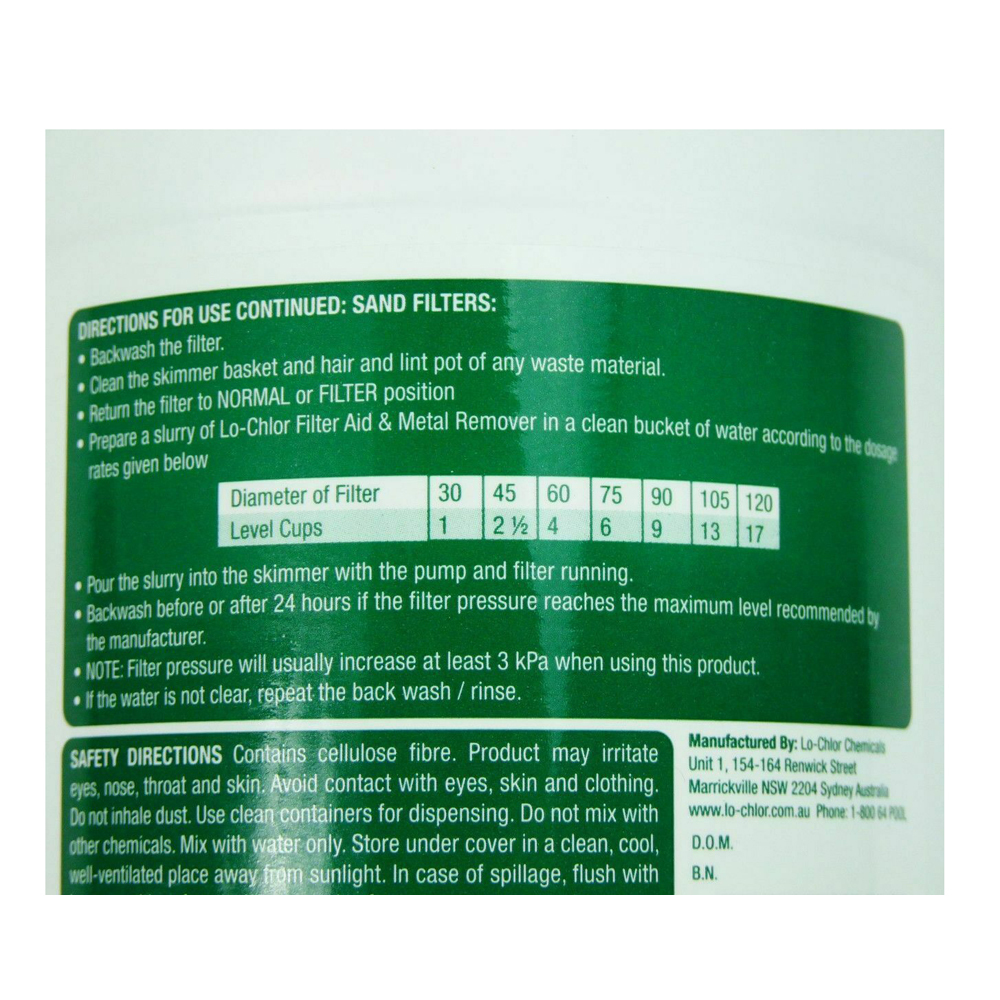 DIRECTIONS FOR USE CONTINUED: SAND FILTERS:
• Backwash the filter.
• Clean the skimmer basket and hair and lint pot of any waste material.
• Return the filter to NORMAL or FILTER position
• Prepare a slurry of Lo-Chlor Filter Aid & Metal Remover in a clean bucket of water according to the dosage
rates given below
Diameter of Filter 30 45 60 75 90 105 120
Level Cups 1 2 ½ 4 6 9 13 17
• Pour the slurry into the skimmer with the pump and filter running.
• Backwash before or after 24 hours if the filter pressure reaches the maximum level recommended by
the manufacturer.
• NOTE: Filter pressure will usually increase at least 3 kPa when using this product.
• If the water is not clear, repeat the back wash / rinse.
SAFETY DIRECTIONS Contains cellulose fibre. Product may irritate
eyes, nose, throat and skin. Avoid contact with eyes, skin and clothing.
Do not inhale dust. Use clean containers for dispensing. Do not mix with
other chemicals. Mix with water only. Store under cover in a clean, cool,
well-ventilated place away from sunlight. In case of spillage, flush with
Manufactured By: Lo-Chlor Chemicals
Unit 1, 154-164 Renwick Street
Marrickville NSW 2204 Sydney Australia
www.lo-chlor.com.au Phone: 1-800 64 POOL
D.O.M.
B.N.